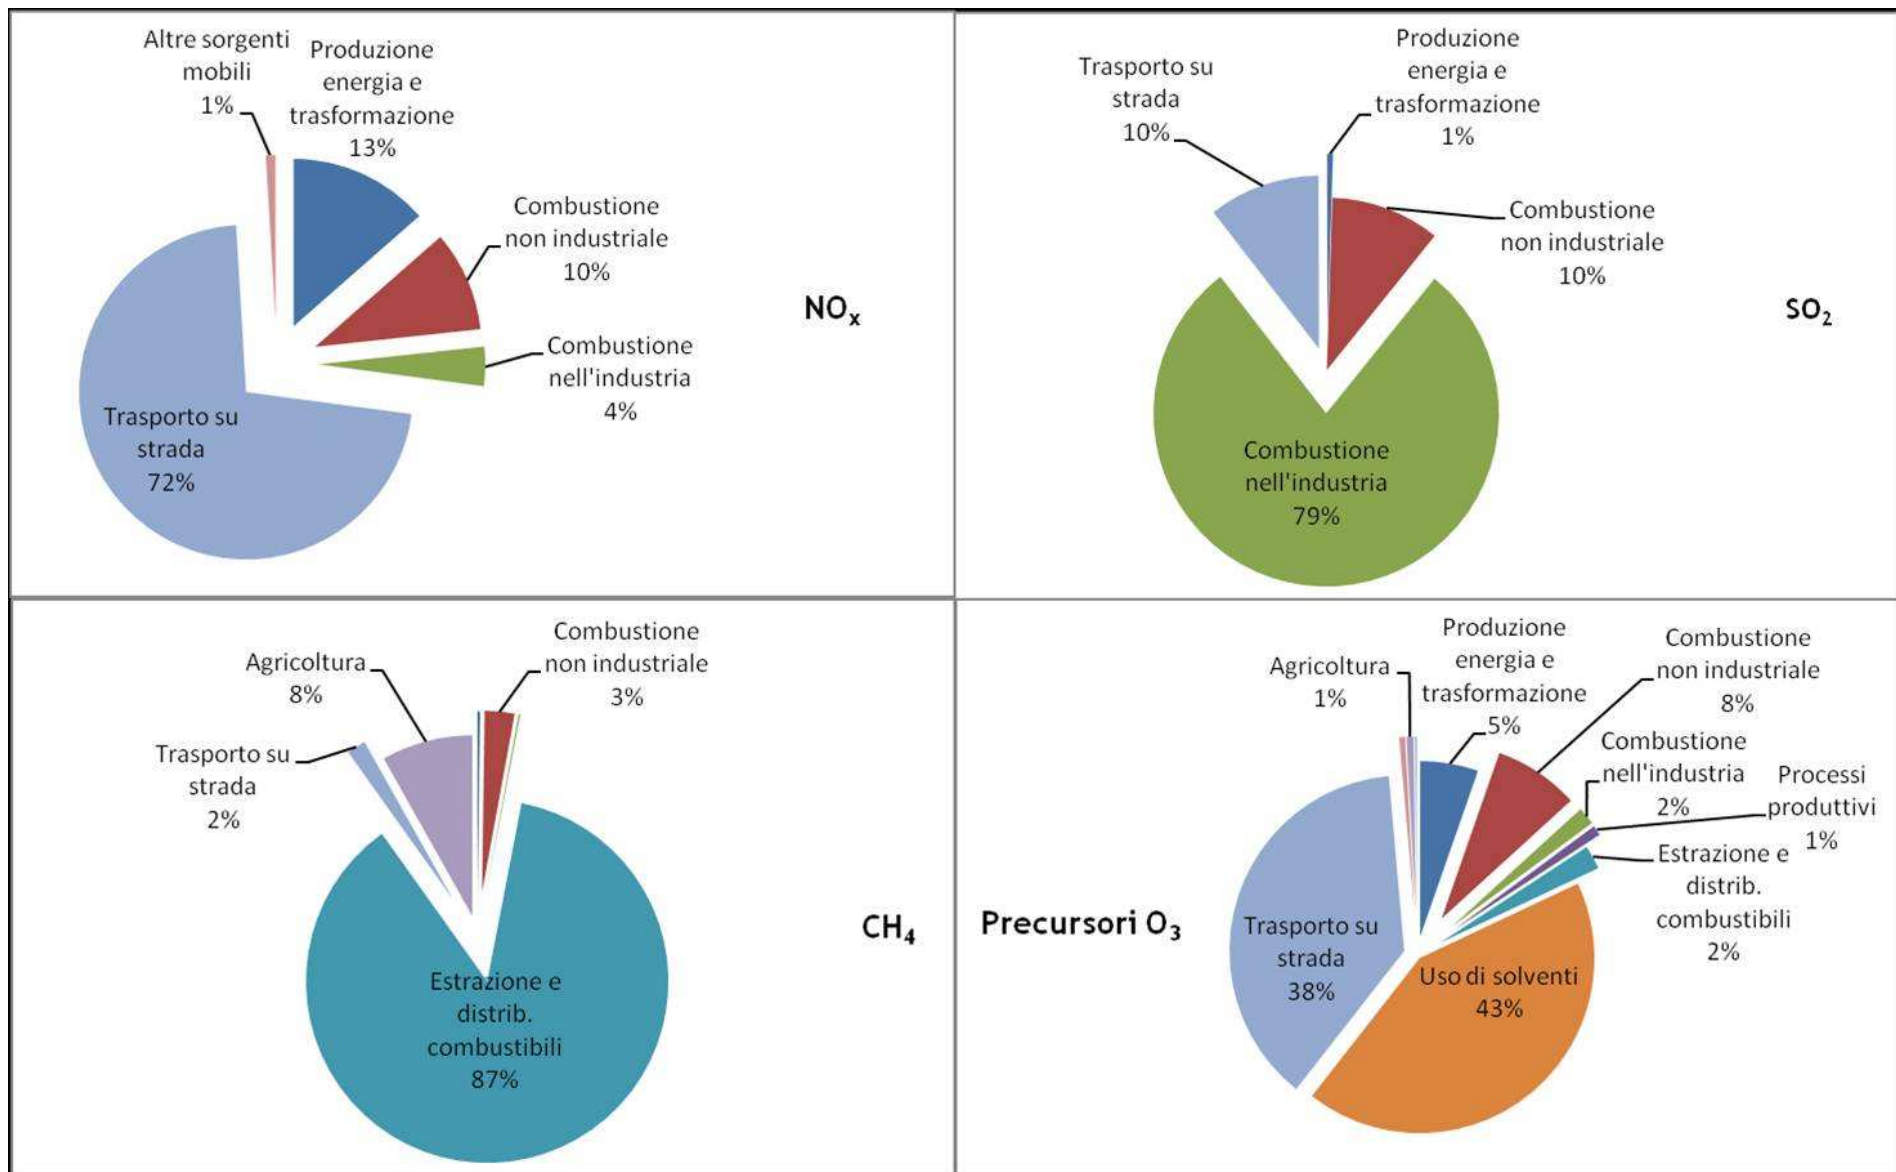 Altre sorgenti
mobili
1%
Produzione
energia e
trasformazione
13%
Combustione
non industriale
10%
Combustione
nell'industria
4%
Trasporto su
strada
72%
NOx
Trasporto su
strada
10%
Produzione
energia e
trasformazione
1%
Combustione
non industriale
10%
Combustione
nell'industria
79%
SO2
Combustione
non industriale
3%
Agricoltura
8%
Trasporto su
strada
2%
Estrazione e
distrib.
combustibili
87%
CH4
Precursori O3
Agricoltura
1%
Produzione
energia e
trasformazione
5%
Combustione
non industriale
8%
Combustione
nell'industria
2%
Processi
produttivi
1%
Estrazione e
distrib.
combustibili
2%
Trasporto su
strada
38%
Uso di solventi
43%